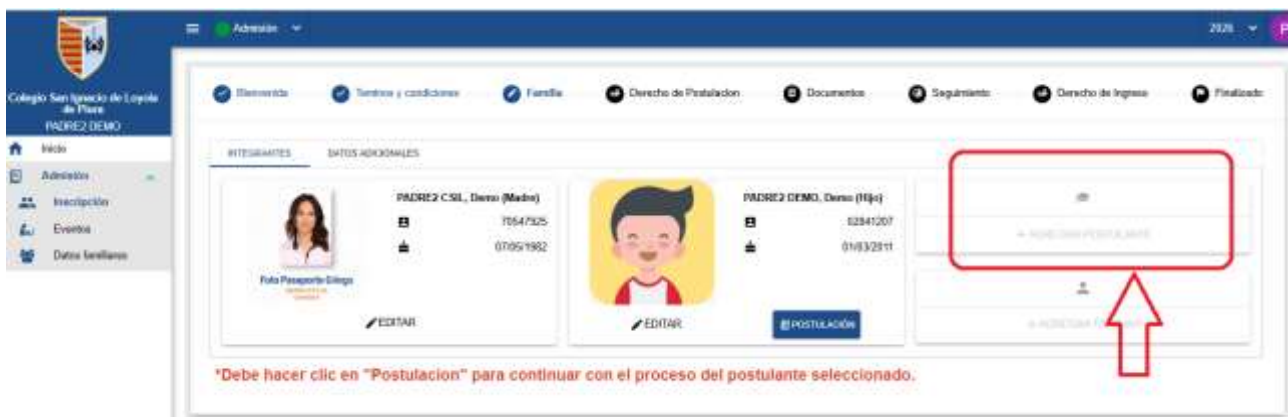 Admisión
2026
P
Colegio San Ignacio de Loyola
de Piura
PADRE2 DEMO
Inicio
Admisión
Inscripción
Eventos
Datos familiares
Bienvenida
Terminos y condiciones
Familia
Derecho de Postulacion
Documentos
Seguimiento
Derecho de Ingreso
Finalizado
INTEGRANTES
DATOS ADICIONALES
PADRE2 CSIL, Demo (Madre)
70547925
07/05/1982
Foto Pasaporte Griega
EDITAR
PADRE2 DEMO, Demo (Hijo)
02841207
01/03/2011
EDITAR
POSTULACIÓN
+ AGREGAR POSTULANTE
+ AGREGAR
*Debe hacer clic en "Postulacion" para continuar con el proceso del postulante seleccionado.